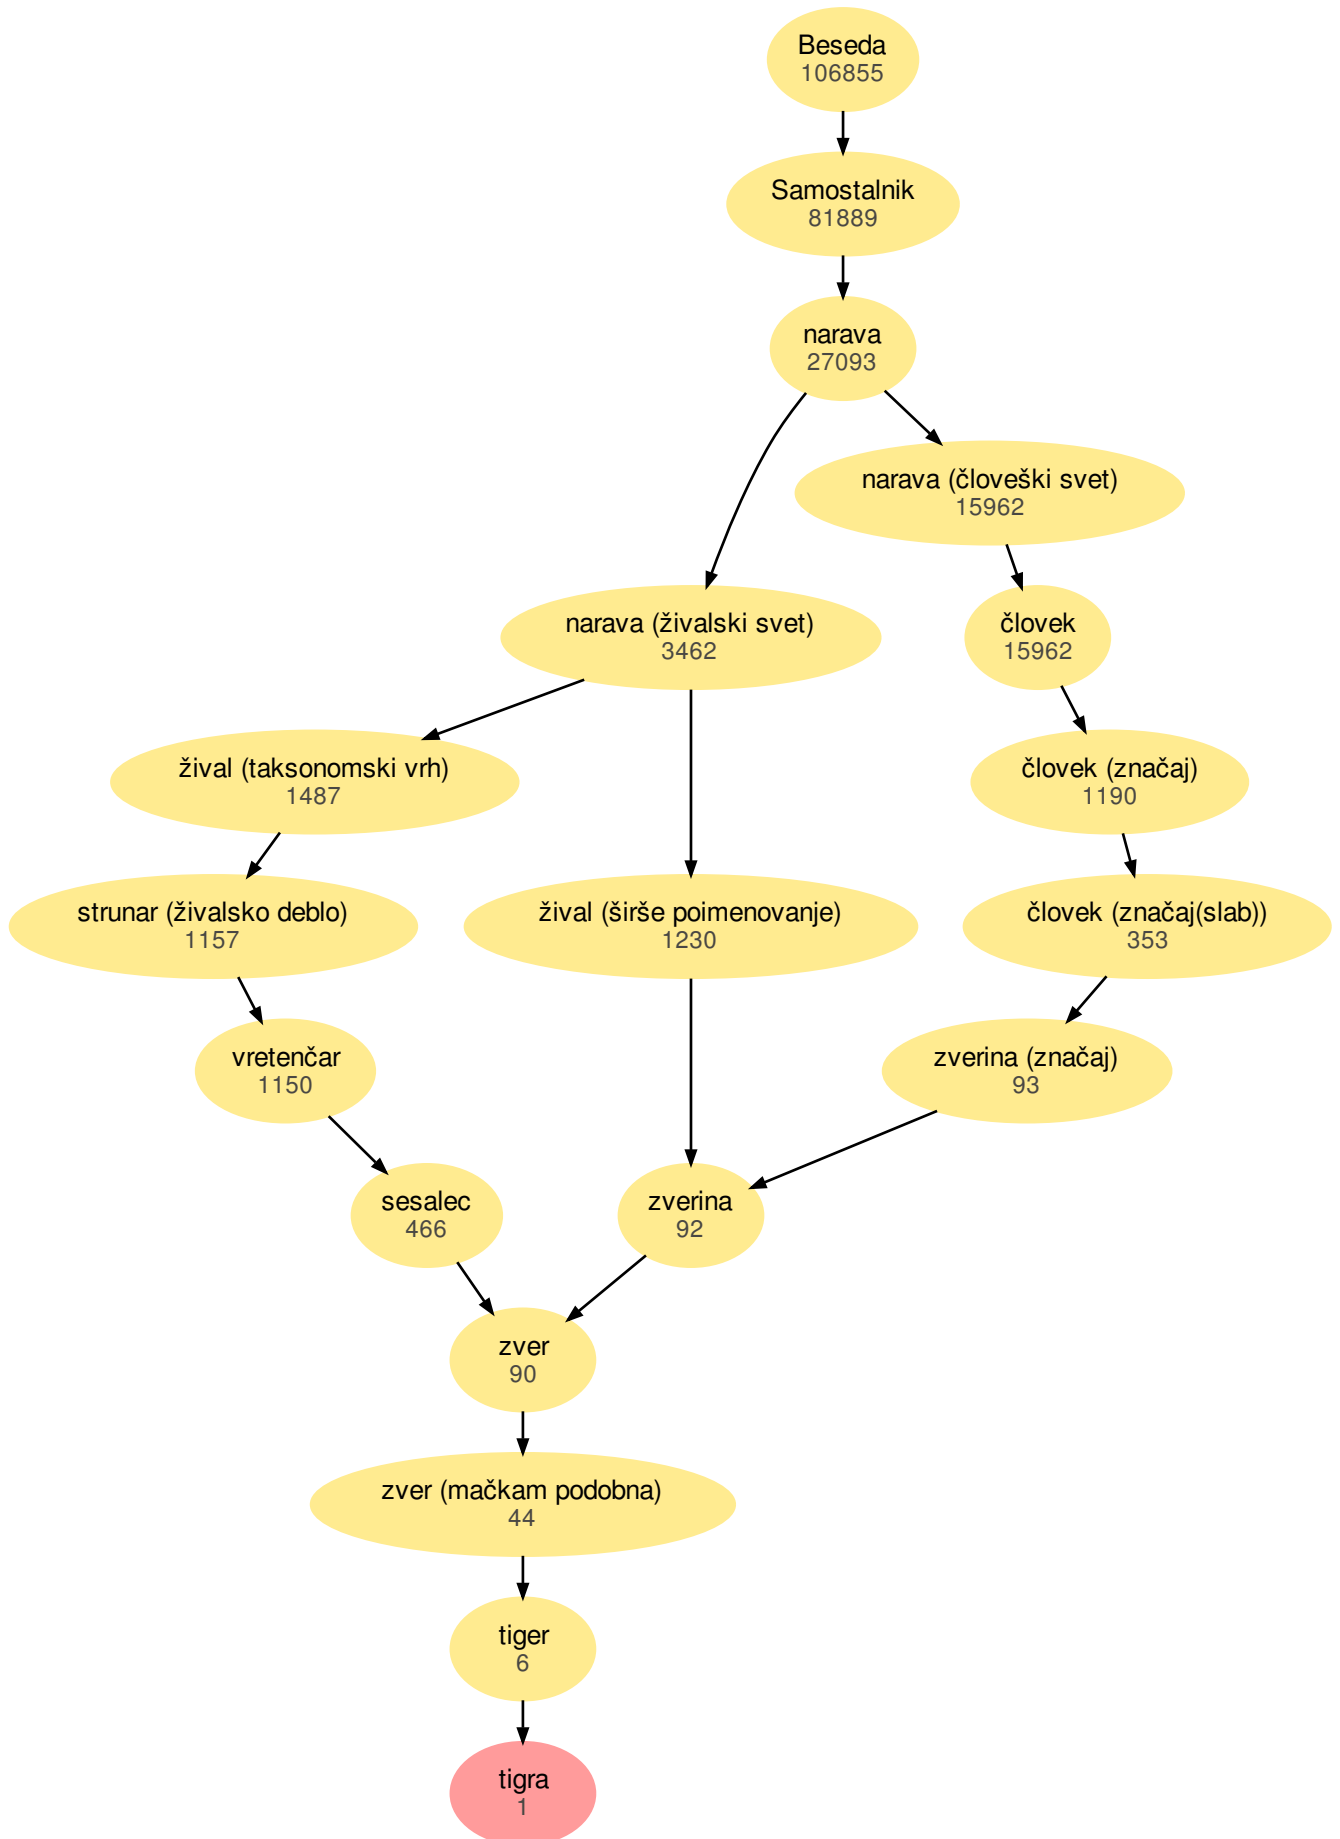 Beseda
106855
Samostalnik
81889
narava
27093
narava (človeški svet)
15962
narava (živalski svet)
3462
človek
15962
žival (taksonomski vrh)
1487
človek (značaj)
1190
strunar (živalsko deblo)
1157
žival (širše poimenovanje)
1230
človek (značaj(slab))
353
vretenčar
1150
zverina (značaj)
93
sesalec
466
zverina
92
zver
90
zver (mačkam podobna)
44
tiger
6
tigra
1